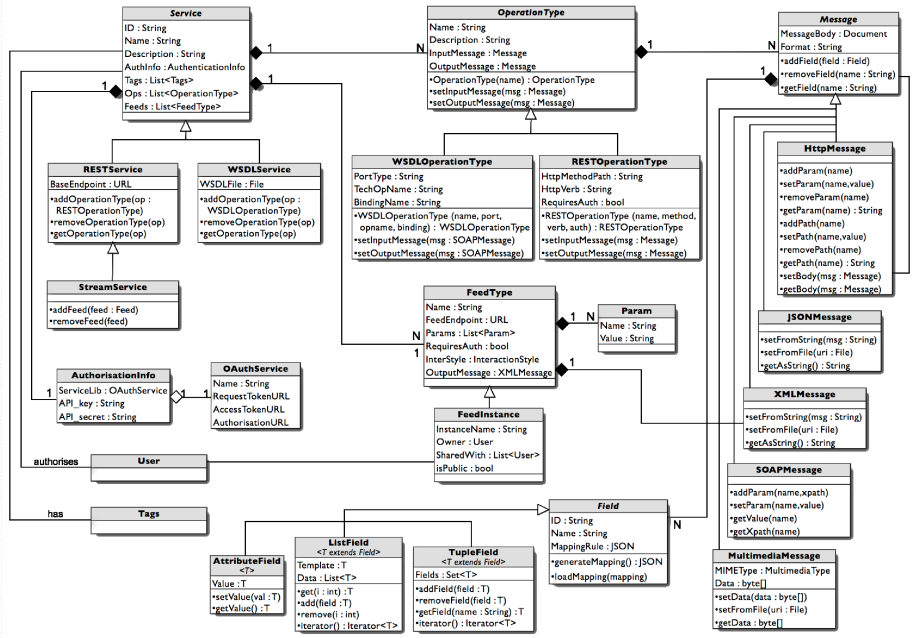 Service
ID : String
Name : String
Description : String
AuthInfo : AuthenticationInfo
Tags : List<Tags>
Ops : List<OperationType>
Feeds : List<FeedType>
1
1
1
N
OperationType
Name : String
Description : String
InputMessage : Message
OutputMessage : Message
•OperationType(name) : OperationType
•setInputMessage(msg : Message)
•setOutputMessage(msg : Message)
1
N
1
Message
MessageBody : Document
Format : String
•addField(field : Field)
•removeField(name : String)
•getField(name : String)
RESTService
BaseEndpoint : URL
•addOperationType(op :
RESTOperationType)
•removeOperationType(op)
•getOperationType(op)
WSDLService
WSDLFile : File
•addOperationType(op :
WSDLOperationType)
•removeOperationType(op)
•getOperationType(op)
WSDLOperationType
PortType : String
TechOpName : String
BindingName : String
•WSDLOperationType (name, port,
opname, binding) : WSDLOperationType
•setInputMessage(msg : SOAPMessage)
•setOutputMessage(msg : SOAPMessage)
RESTOperationType
HttpMethodPath : String
HttpVerb : String
RequiresAuth : bool
•RESTOperationType (name, method,
verb, auth) : RESTOperationType
•setInputMessage(msg : Message)
•setOutputMessage(msg : Message)
HttpMessage
•addParam(name)
•setParam(name,value)
•removeParam(name)
•getParam(name) : String
•addPath(name)
•setPath(name,value)
•removePath(name)
•getPath(name) : String
•setBody(msg : Message)
•getBody(msg : Message)
StreamService
•addFeed(feed : Feed)
•removeFeed(feed)
FeedType
Name : String
FeedEndpoint : URL
Params : List<Param>
RequiresAuth : bool
InterStyle : InteractionStyle
OutputMessage : XMLMessage
N
1
1
N
1
Param
Name : String
Value : String
JSONMessage
•setFromString(msg : String)
•setFromFile(uri : File)
•getAsString() : String
AuthorisationInfo
ServiceLib : OAuthService
API_key : String
API_secret : String
1
1
1
OAuthService
Name : String
RequestTokenURL
AccessTokenURL
AuthorisationURL
XMLMessage
•setFromString(msg : String)
•setFromFile(uri : File)
•getAsString() : String
FeedInstance
InstanceName : String
Owner : User
SharedWith : List<User>
isPublic : bool
authorises
User
SOAPMessage
•addParam(name,xpath)
•setParam(name,value)
•getValue(name)
•getXpath(name)
has
Tags
Field
ID : String
Name : String
MappingRule : JSON
•generateMapping() : JSON
•loadMapping(mapping)
N
AttributeField
<T>
Value : T
•setValue(val : T)
•getValue() : T
ListField
<T extends Field>
Template : T
Data : List<T>
•get(i : int) : T
•add(field : T)
•remove(i : int)
•iterator() : Iterator<T>
TupleField
<T extends Field>
Fields : Set<T>
•addField(field : T)
•removeField(field : T)
•getField(name : String) : T
•iterator() : Iterator<T>
MultimediaMessage
MIMEType : MultimediaType
Data : byte[]
•setData(data : byte[])
•setFromFile(uri : File)
•getData : byte[]